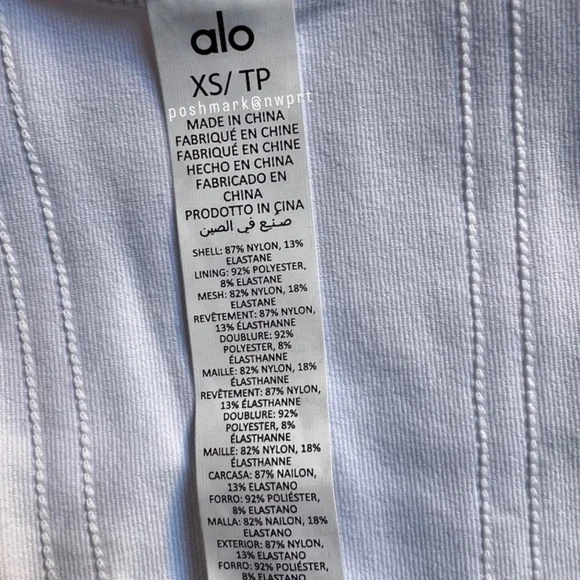 alo
XS/ TP
poshmark@nwprt
MADE IN CHINA
FABRIQUÉ EN CHINE
FABRIQUÉ EN CHINE
HECHO EN CHINA
FABRICADO EN
CHINA
PRODOTTO IN CINA
صنع في الصين
SHELL: 87% NYLON, 13%
ELASTANE
LINING: 92% POLYESTER,
8% ELASTANE
MESH: 82% NYLON, 18%
ELASTANE
REVÊTEMENT: 87% NYLON,
13% ÉLASTHANNE
DOUBLURE: 92%
POLYESTER, 8%
ÉLASTHANNE
MAILLE: 82% NYLON, 18%
ÉLASTHANNE
REVÊTEMENT: 87% NYLON,
13% ÉLASTHANNE
DOUBLURE: 92%
POLYESTER, 8%
ÉLASTHANNE
MAILLE: 82% NYLON, 18%
ÉLASTHANNE
CARCASA: 87% NAILON,
13% ELASTANO
FORRO: 92% POLIÉSTER,
8% ELASTANO
MALLA: 82% NAILON, 18%
ELASTANO
EXTERIOR: 87% NYLON,
13% ELASTANO
FORRO: 92% POLIÉSTER,
8% ELASTANO